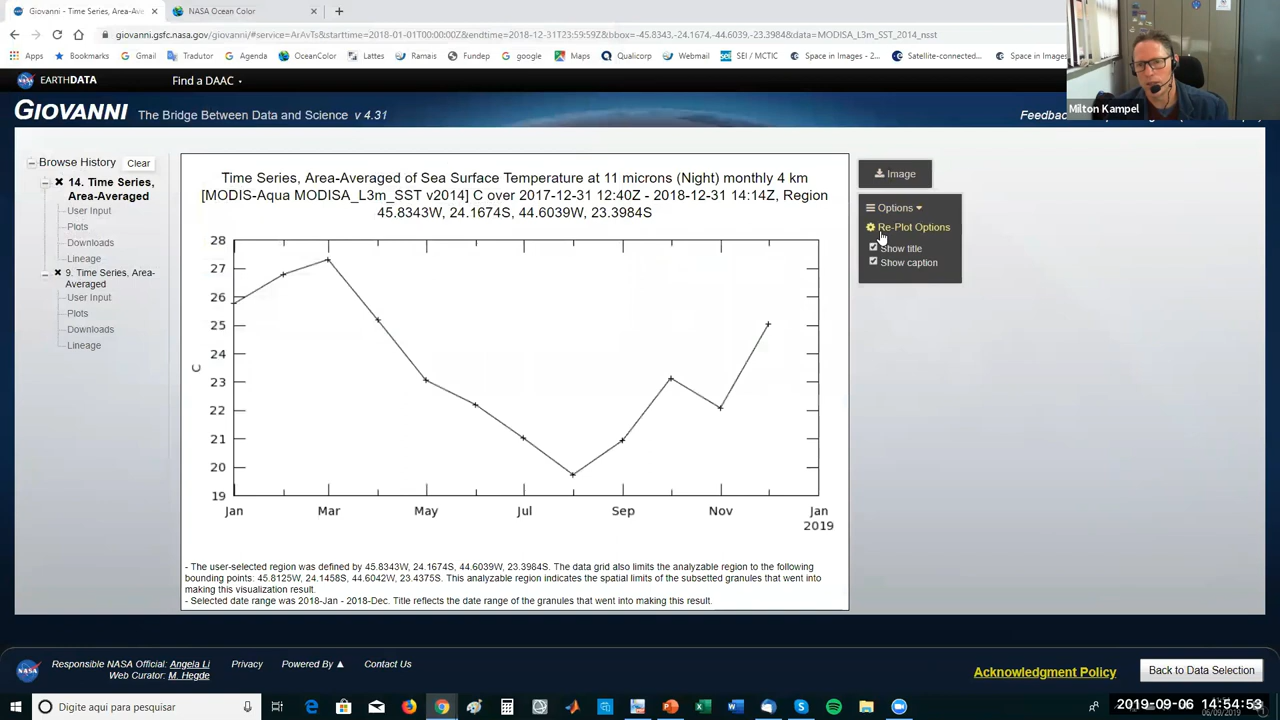 Giovanni - Time Series, Area-Ave
NASA Ocean Color
giovanni.gsfc.nasa.gov/giovanni/#service=ArAvTs&starttime=2018-01-01T00:00:00Z&endtime=2018-12-31T23:59:59Z&bbox=-45.8343,-24.1674,-44.6039,-23.3984&data=MODISA_L3m_SST_2014_nsst
Apps
Bookmarks
Gmail
Tradutor
Agenda
OceanColor
Lattes
Ramais
Fundep
google
Maps
Qualicorp
Webmail
SEI / MCTIC
Space in Images - 2...
Satellite-connected...
Space in Images
Milton Kampel
EARTHDATA
Find a DAAC
GIOVANNI The Bridge Between Data and Science v 4.31
Feedback
Browse History
Clear
14. Time Series,
Area-Averaged
User Input
Plots
Downloads
Lineage
9. Time Series, Area-
Averaged
User Input
Plots
Downloads
Lineage
Time Series, Area-Averaged of Sea Surface Temperature at 11 microns (Night) monthly 4 km
[MODIS-Aqua MODISA_L3m_SST v2014] C over 2017-12-31 12:40Z - 2018-12-31 14:14Z, Region
45.8343W, 24.1674S, 44.6039W, 23.3984S
28
27
26
25
24
23
22
21
20
19
C
Jan Mar May Jul Sep Nov Jan
2019
- The user-selected region was defined by 45.8343W, 24.1674S, 44.6039W, 23.3984S. The data grid also limits the analyzable region to the following
bounding points: 45.8125W, 24.1458S, 44.6042W, 23.4375S. This analyzable region indicates the spatial limits of the subsetted granules that went into
making this visualization result.
- Selected date range was 2018-Jan - 2018-Dec. Title reflects the date range of the granules that went into making this result.
Image
Options
Re-Plot Options
Show title
Show caption
Responsive NASA Official: Angela Li
Web Curator: M. Hegde
Privacy
Powered By
Contact Us
Acknowledgment Policy
Back to Data Selection
Digite aqui para pesquisar
2019-09-06 14:54:53